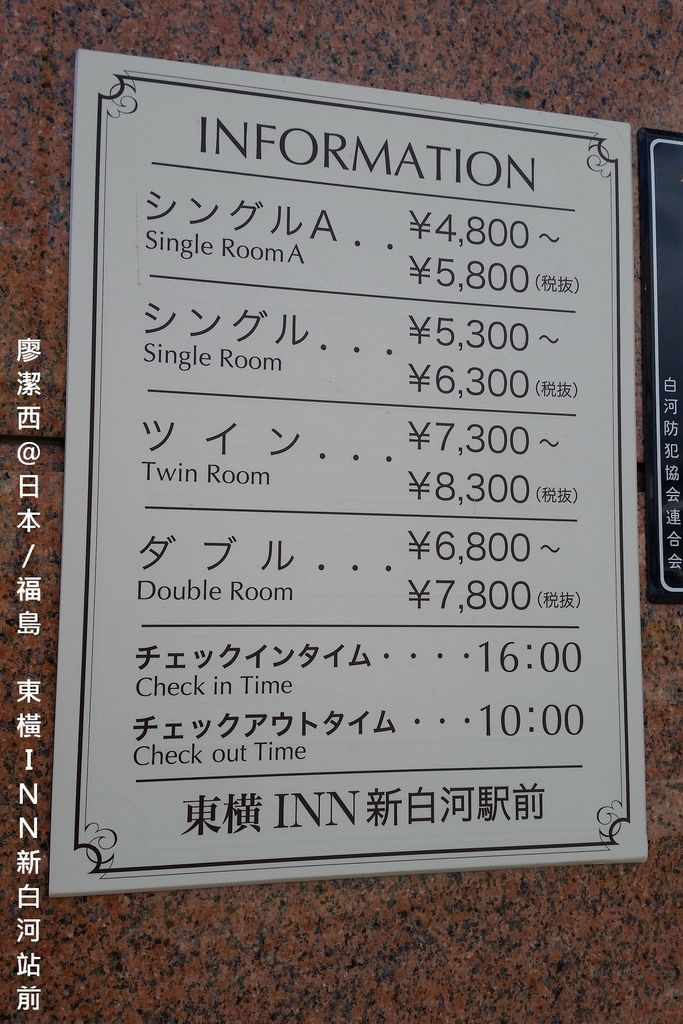 INFORMATION
シングルA . . ¥4,800～
Single Room A ¥5,800(税抜)
シングル . . . ¥5,300～
Single Room ¥6,300(税抜)
ツイン . . . ¥7,300～
Twin Room ¥8,300(税抜)
ダブル . . . ¥6,800～
Double Room ¥7,800(税抜)
チェックインタイム・・・・16:00
Check in Time
チェックアウトタイム・・・10:00
Check out Time
東横INN新白河駅前
白河防犯協会連合会
廖潔西@日本/福島 東橫INN新白河站前